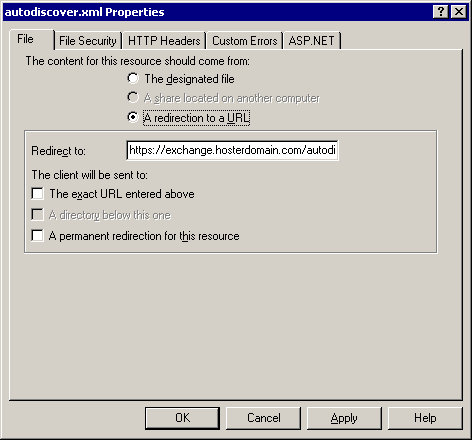 autodiscover.xml Properties
File
File Security
HTTP Headers
Custom Errors
ASP.NET
The content for this resource should come from:
The designated file
A share located on another computer
A redirection to a URL
Redirect to:
https://exchange.hosterdomain.com/autodi
The client will be sent to:
The exact URL entered above
A directory below this one
A permanent redirection for this resource
OK
Cancel
Apply
Help